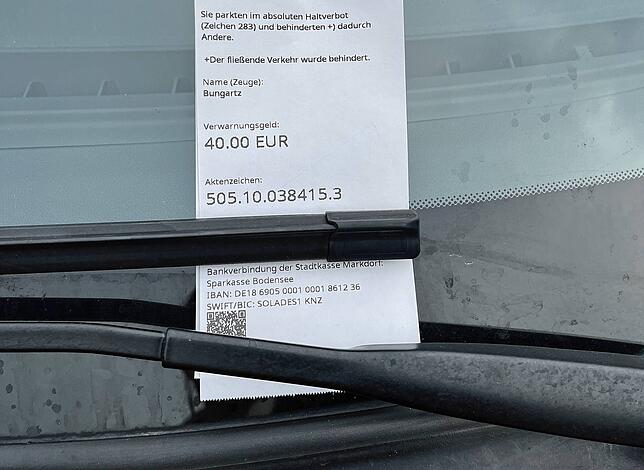 Sie parkten im absoluten Haltverbot
(Zeichen 283) und behinderten +) dadurch
Andere.
+Der fließende Verkehr wurde behindert.
Name (Zeuge):
Bungartz
Verwarnungsgeld:
40.00 EUR
Aktenzeichen:
505.10.038415.3
Bankverbindung der Stadtkasse Markdorf:
Sparkasse Bodensee
IBAN: DE18 6905 0001 0001 8612 36
SWIFT/BIC: SOLADES1 KNZ